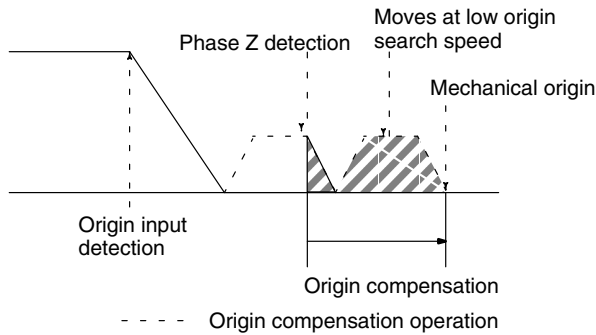 Moves at low origin
search speed
Phase Z detection
Mechanical origin
Origin input
detection
Origin compensation
Origin compensation operation